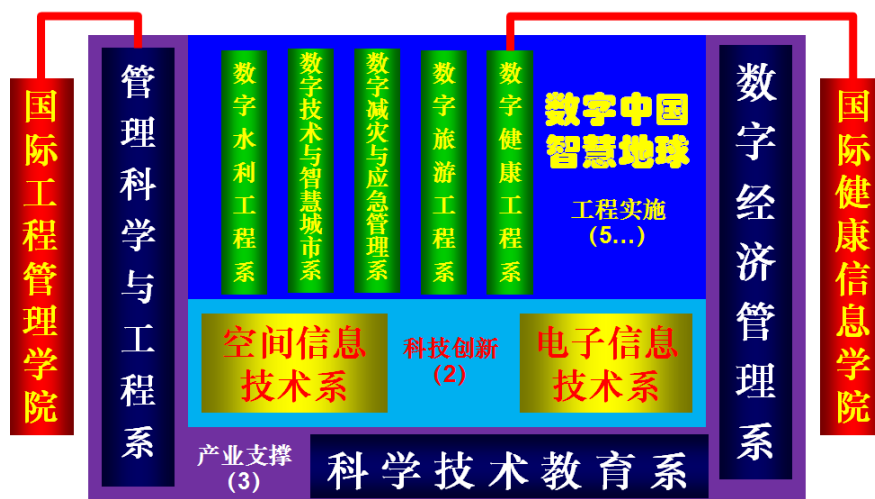 国际工程管理学院
管理科学与工程系
数字水利工程系
数字技术与智慧城市系
数字减灾与应急管理系
数字旅游工程系
数字健康工程系
数字中国
智慧地球
工程实施
(5...)
数字经济管理系
国际健康信息学院
空间信息
技术系
科技创新
(2)
电子信息
技术系
产业支撑
(3)
科学技术教育系